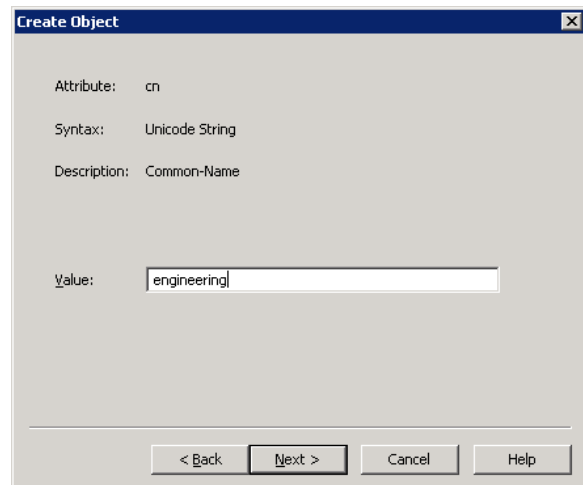 Create Object
Attribute: cn
Syntax: Unicode String
Description: Common-Name
Value: engineering
< Back Next > Cancel Help